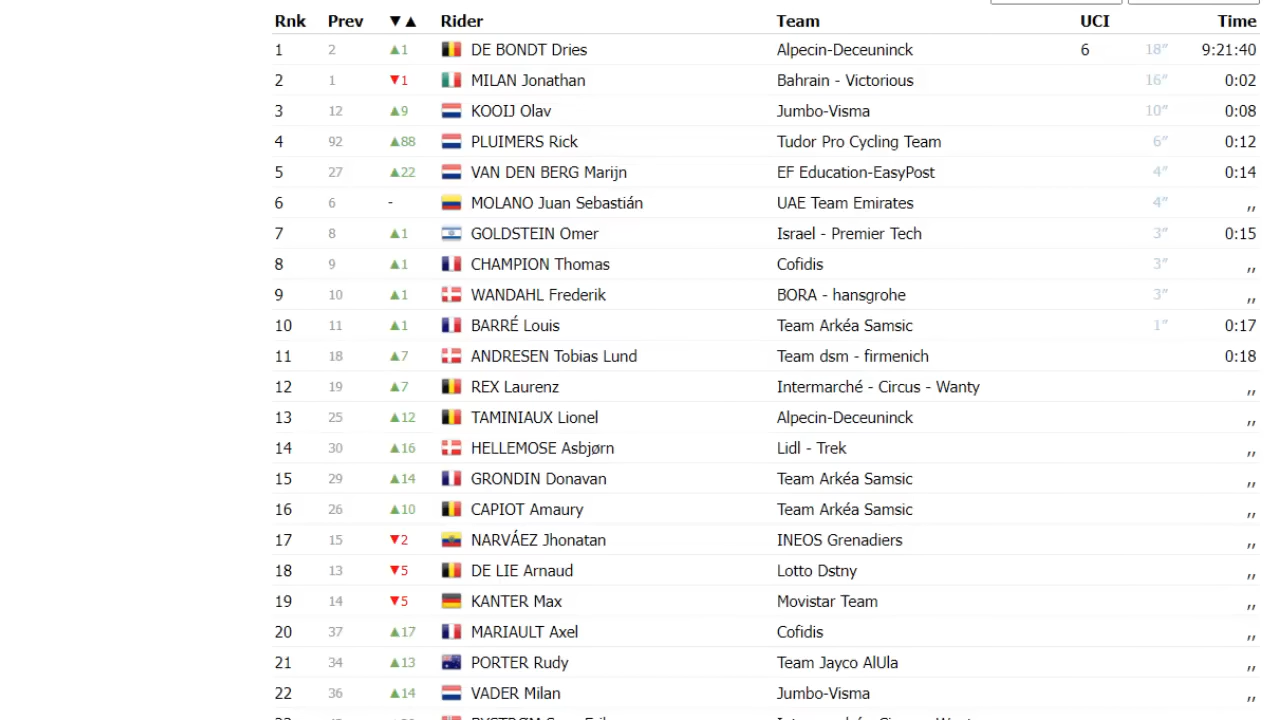 Rnk Prev ▼▲ Rider Team UCI Time
1 2 ▲1 DE BONDT Dries Alpecin-Deceuninck 6 18″ 9:21:40
2 1 ▼1 MILAN Jonathan Bahrain - Victorious 16″ 0:02
3 12 ▲9 KOOIJ Olav Jumbo-Visma 10″ 0:08
4 92 ▲88 PLUIMERS Rick Tudor Pro Cycling Team 6″ 0:12
5 27 ▲22 VAN DEN BERG Marijn EF Education-EasyPost 4″ 0:14
6 6 - MOLANO Juan Sebastián UAE Team Emirates 4″ ,,
7 8 ▲1 GOLDSTEIN Omer Israel - Premier Tech 3″ 0:15
8 9 ▲1 CHAMPION Thomas Cofidis 3″ ,,
9 10 ▲1 WANDAHL Frederik BORA - hansgrohe 3″ ,,
10 11 ▲1 BARRÉ Louis Team Arkéa Samsic 1″ 0:17
11 18 ▲7 ANDRESEN Tobias Lund Team dsm - firmenich 0:18
12 19 ▲7 REX Laurenz Intermarché - Circus - Wanty ,,
13 25 ▲12 TAMINIAUX Lionel Alpecin-Deceuninck ,,
14 30 ▲16 HELLEMOSE Asbjørn Lidl - Trek ,,
15 29 ▲14 GRONDIN Donavan Team Arkéa Samsic ,,
16 26 ▲10 CAPIOT Amaury Team Arkéa Samsic ,,
17 15 ▼2 NARVÁEZ Jhonatan INEOS Grenadiers ,,
18 13 ▼5 DE LIE Arnaud Lotto Dstny ,,
19 14 ▼5 KANTER Max Movistar Team ,,
20 37 ▲17 MARIAULT Axel Cofidis ,,
21 34 ▲13 PORTER Rudy Team Jayco AlUla ,,
22 36 ▲14 VADER Milan Jumbo-Visma ,,